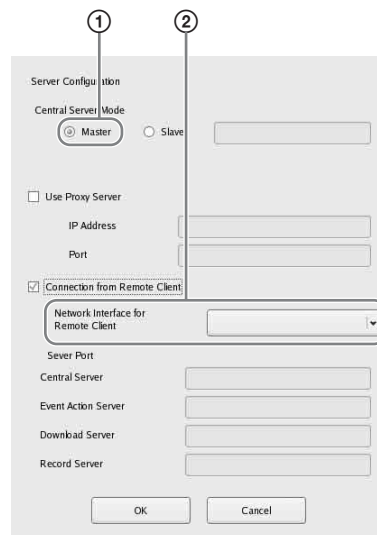 1 2
Server Configuration
Central Server Mode
Master Slave
Use Proxy Server
IP Address
Port
Connection from Remote Client
Network Interface for
Remote Client
Sever Port
Central Server
Event Action Server
Download Server
Record Server
OK Cancel